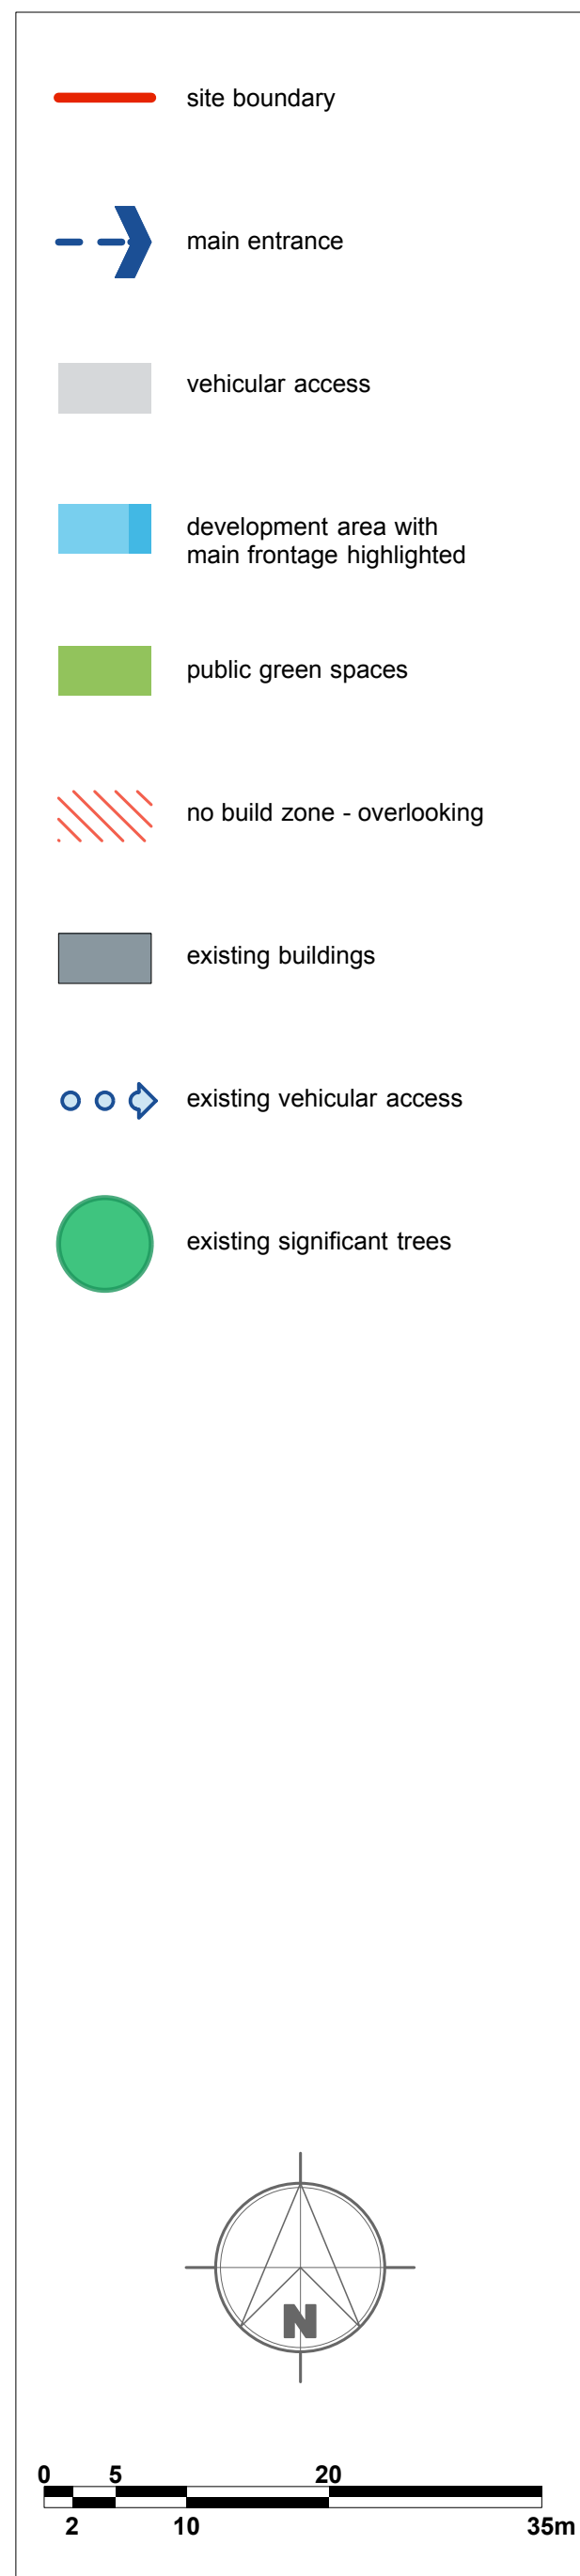 site boundary
main entrance
vehicular access
development area with
main frontage highlighted
public green spaces
no build zone - overlooking
existing buildings
existing vehicular access
existing significant trees
N
0 5 20
2 10 35m